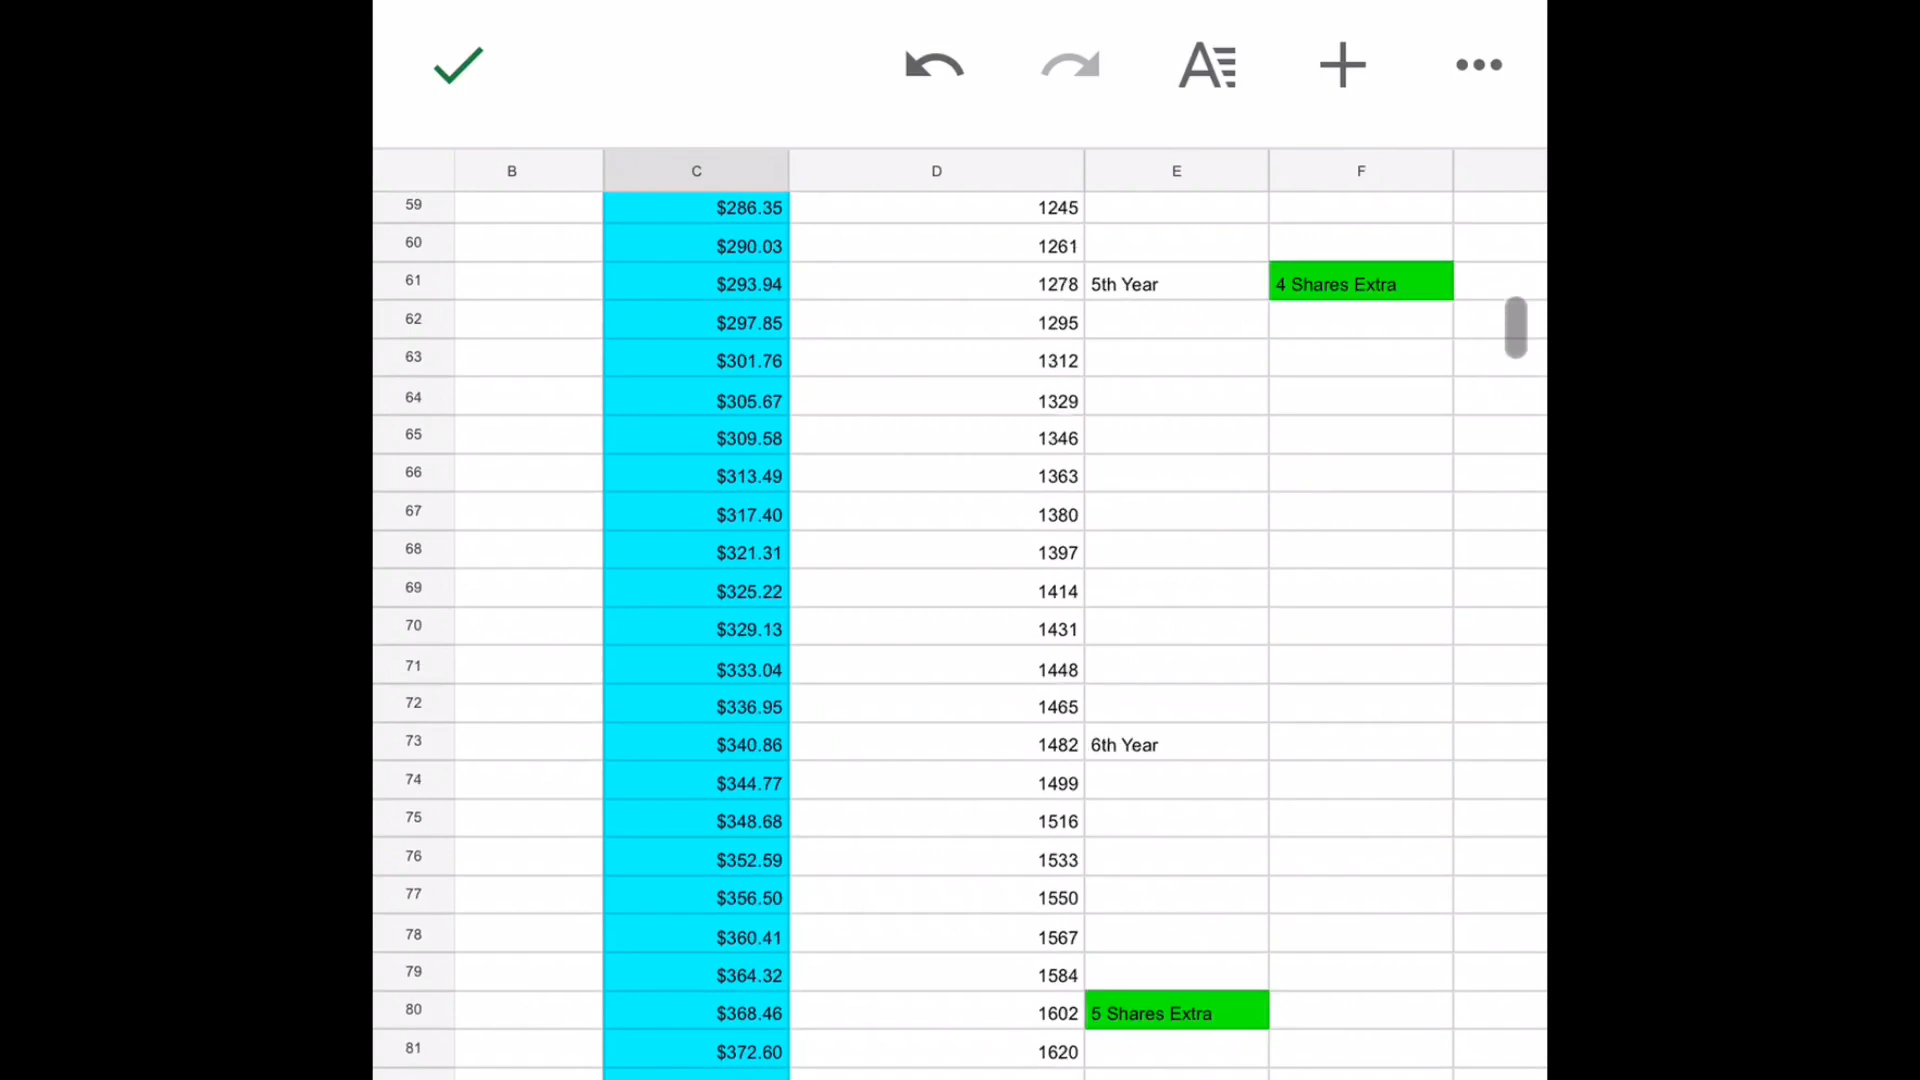 B C D E F
59 $286.35 1245
60 $290.03 1261
61 $293.94 1278 5th Year 4 Shares Extra
62 $297.85 1295
63 $301.76 1312
64 $305.67 1329
65 $309.58 1346
66 $313.49 1363
67 $317.40 1380
68 $321.31 1397
69 $325.22 1414
70 $329.13 1431
71 $333.04 1448
72 $336.95 1465
73 $340.86 1482 6th Year
74 $344.77 1499
75 $348.68 1516
76 $352.59 1533
77 $356.50 1550
78 $360.41 1567
79 $364.32 1584
80 $368.46 1602 5 Shares Extra
81 $372.60 1620